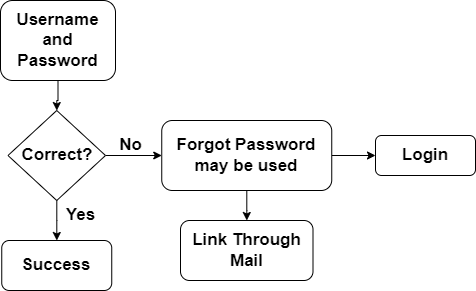 Username
and
Password
Correct?
No
Forgot Password
may be used
Login
Yes
Link Through
Mail
Success